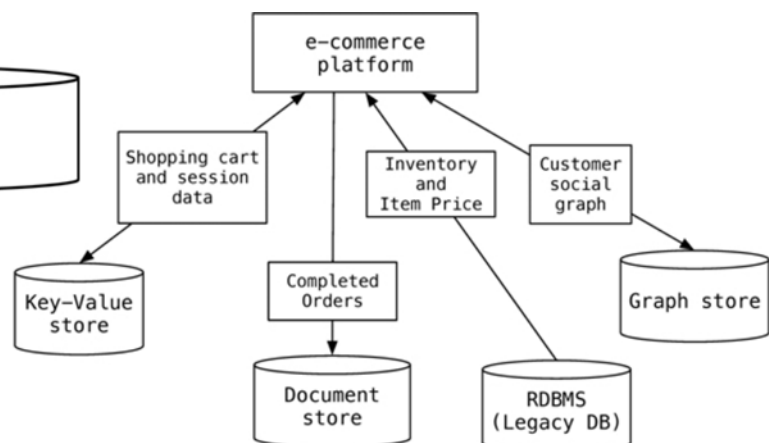 e-commerce
platform
Shopping cart
and session
data
Inventory
and
Item Price
Customer
social
graph
Key-Value
store
Completed
Orders
Graph store
Document
store
RDBMS
(Legacy DB)